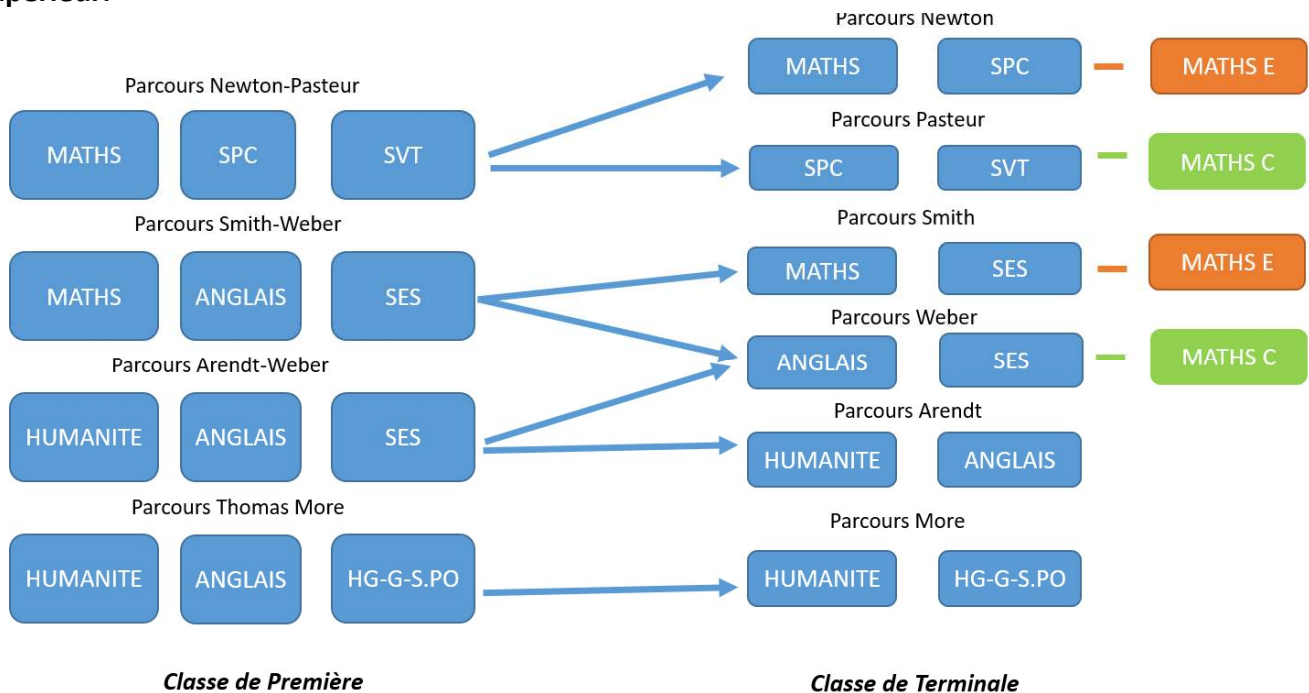 Parcours Newton-Pasteur
MATHS SPC SVT
Parcours Smith-Weber
MATHS ANGLAIS SES
Parcours Arendt-Weber
HUMANITE ANGLAIS SES
Parcours Thomas More
HUMANITE ANGLAIS HG-G-S.PO
Classe de Première
Parcours Newton
MATHS SPC MATHS E
Parcours Pasteur
SPC SVT MATHS C
Parcours Smith
MATHS SES MATHS E
Parcours Weber
ANGLAIS SES MATHS C
Parcours Arendt
HUMANITE ANGLAIS
Parcours More
HUMANITE HG-G-S.PO
Classe de Terminale